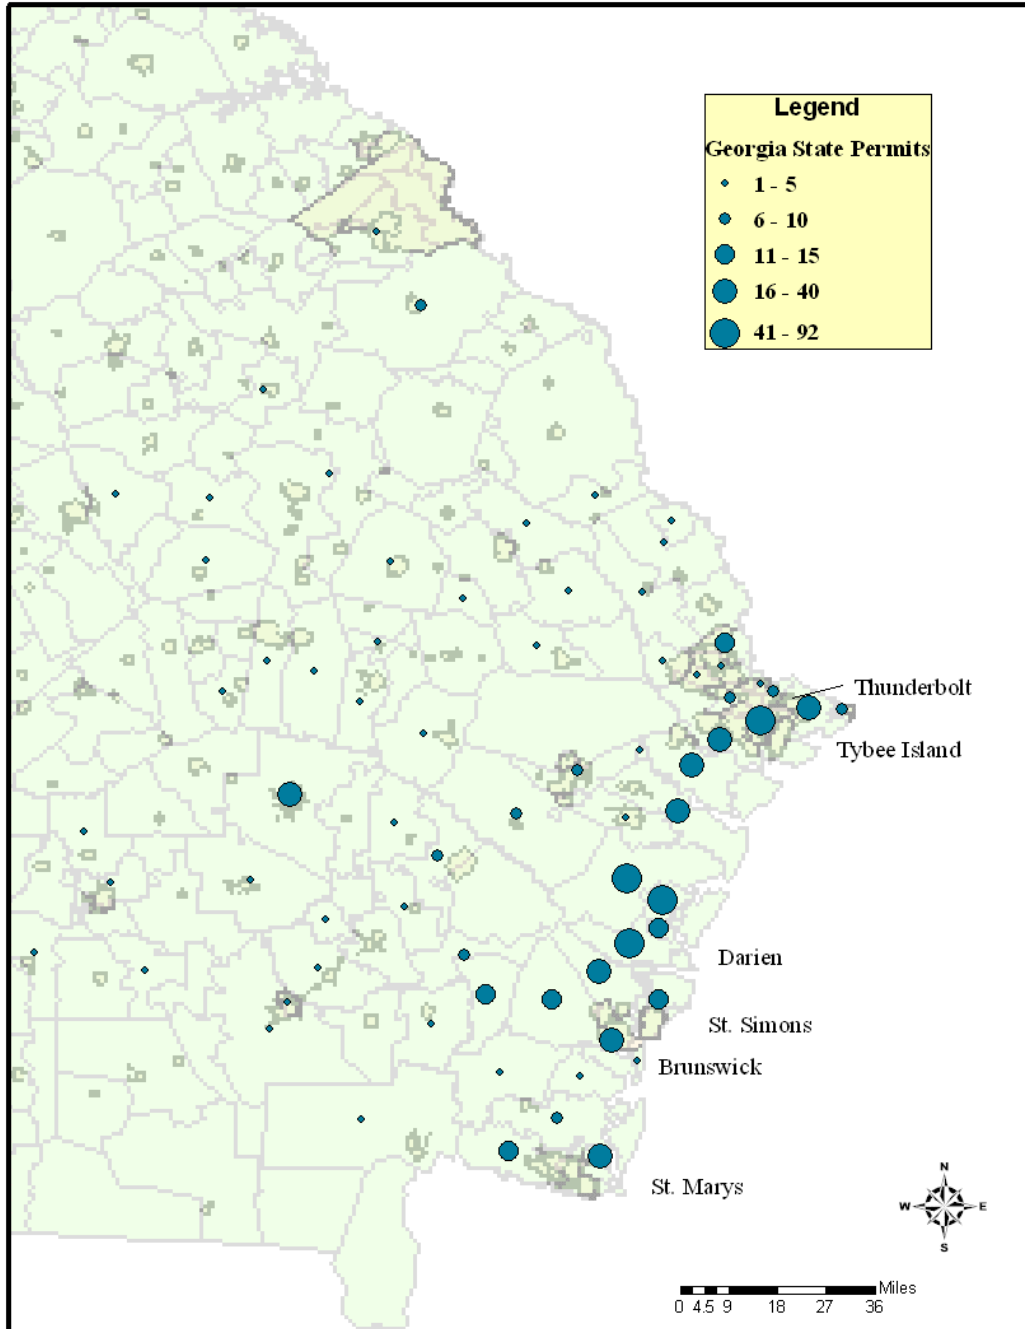 Legend
Georgia State Permits
1 - 5
6 - 10
11 - 15
16 - 40
41 - 92
Thunderbolt
Tybee Island
Darien
St. Simons
Brunswick
St. Marys
N
W E
S
Miles
0 4.5 9 18 27 36